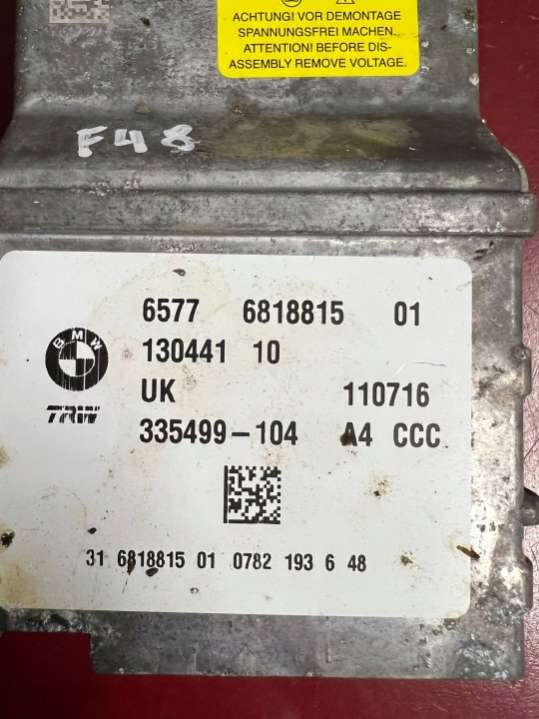 ACHTUNG! VOR DEMONTAGE
SPANNUNGSFREI MACHEN.
ATTENTION! BEFORE DIS-
ASSEMBLY REMOVE VOLTAGE.
F48
6577 6818815 01
BMW
130441 10
UK 110716
TRW
335499-104 A4 CCC
31 6818815 01 0782 193 6 48